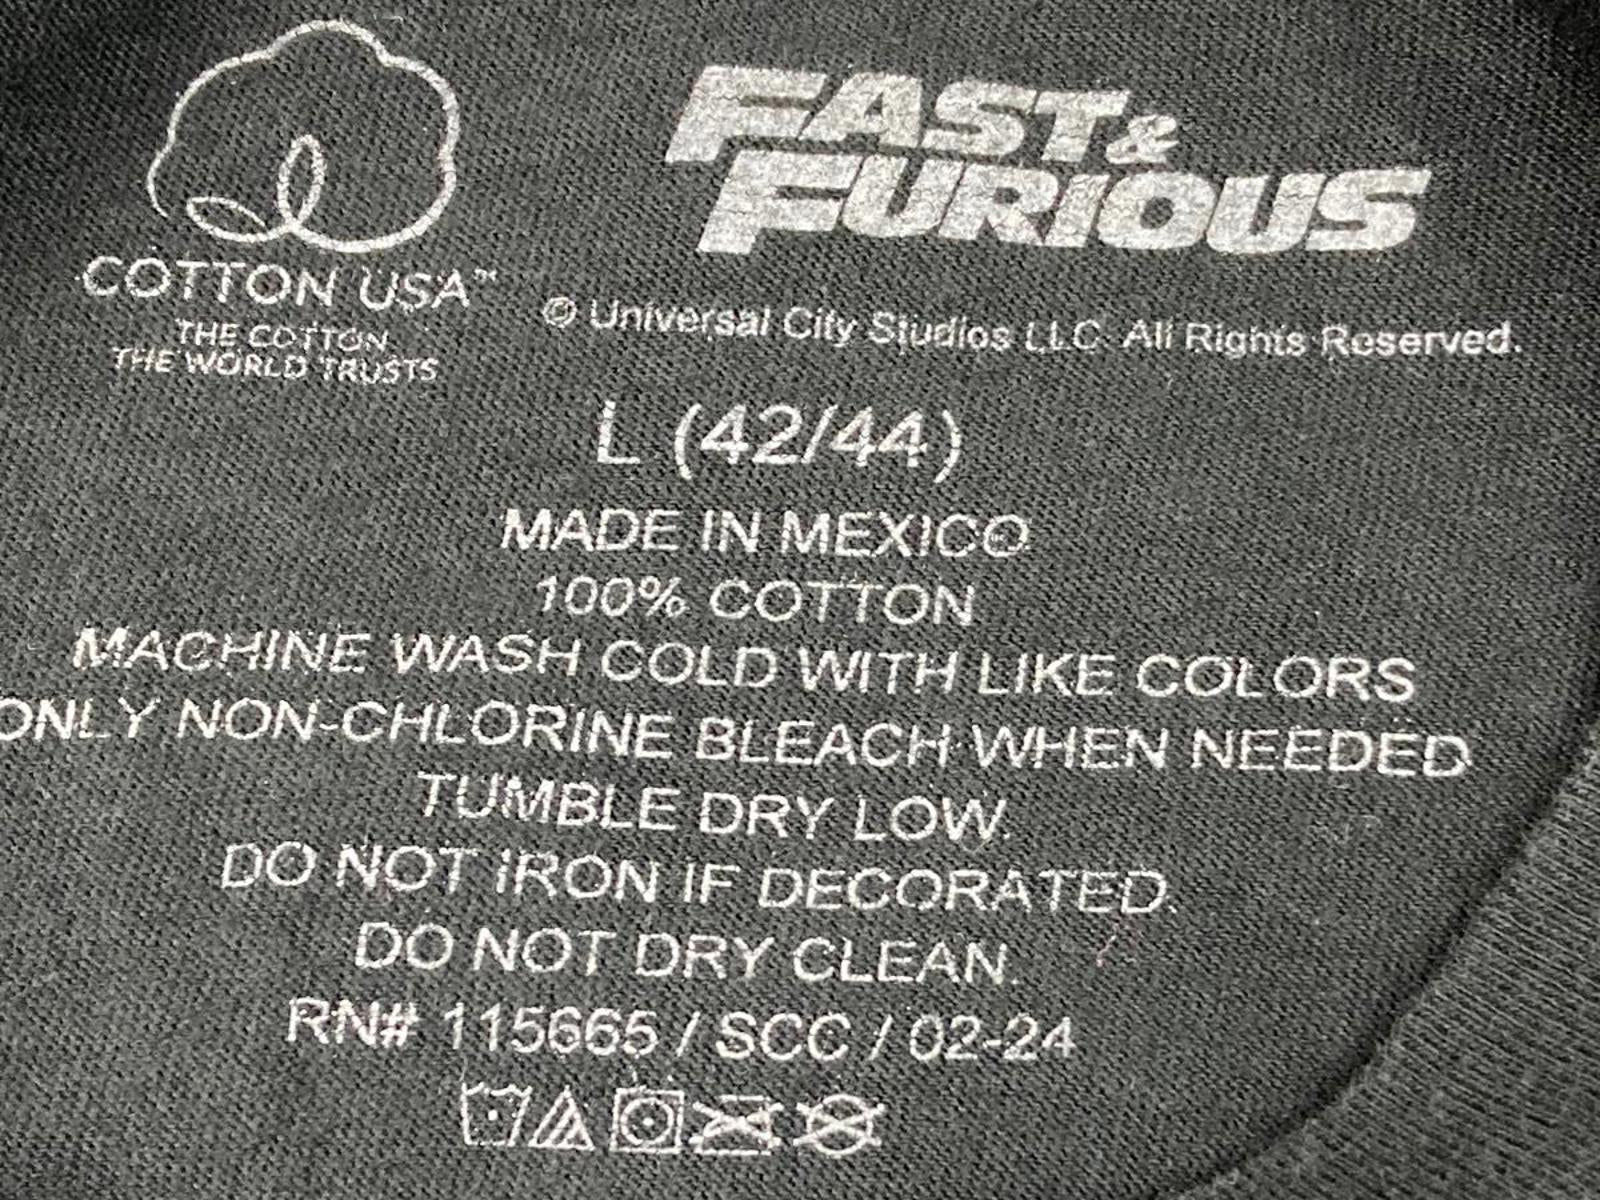 COTTON USA™
THE COTTON
THE WORLD TRUSTS
FAST &
FURIOUS
© Universal City Studios LLC. All Rights Reserved.
L (42/44)
MADE IN MEXICO
100% COTTON
MACHINE WASH COLD WITH LIKE COLORS
ONLY NON-CHLORINE BLEACH WHEN NEEDED
TUMBLE DRY LOW.
DO NOT IRON IF DECORATED.
DO NOT DRY CLEAN.
RN# 115665 / SCC / 02-24